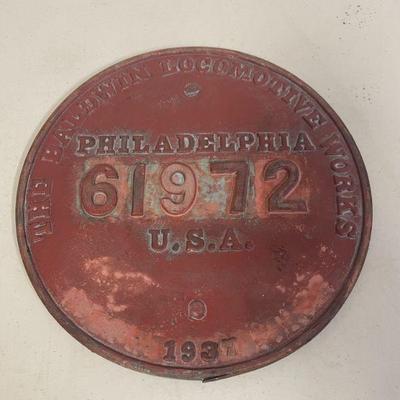 THE BALDWIN LOCOMOTIVE WORKS
PHILADELPHIA
61972
U.S.A.
1937